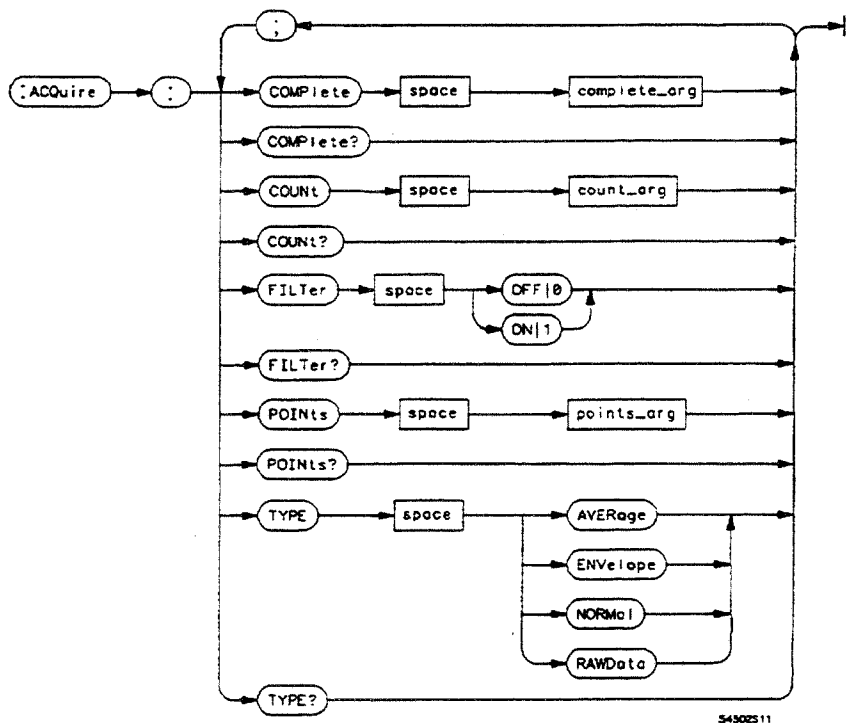 ;
:ACQuire : COMPlete space complete_arg
COMPlete?
COUNt space count_arg
COUNt?
FILTer space OFF|0
ON|1
FILTer?
POINts space points_arg
POINts?
TYPE space AVERage
ENVelope
NORMal
RAWData
TYPE?
54502S11